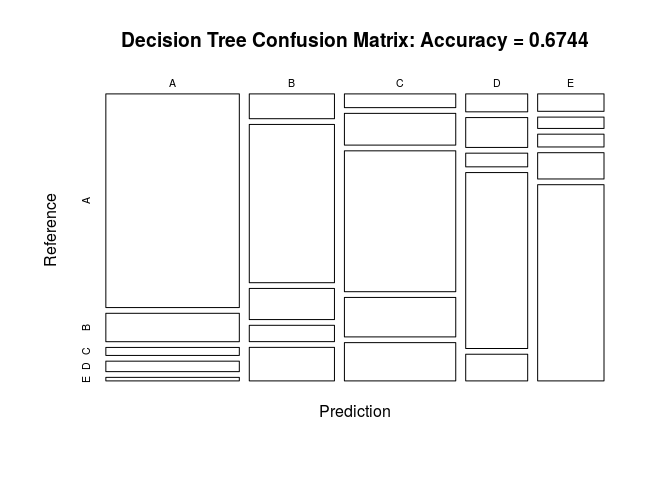 Decision Tree Confusion Matrix: Accuracy = 0.6744
A B C D E
Reference
A
B
C
D
E
Prediction